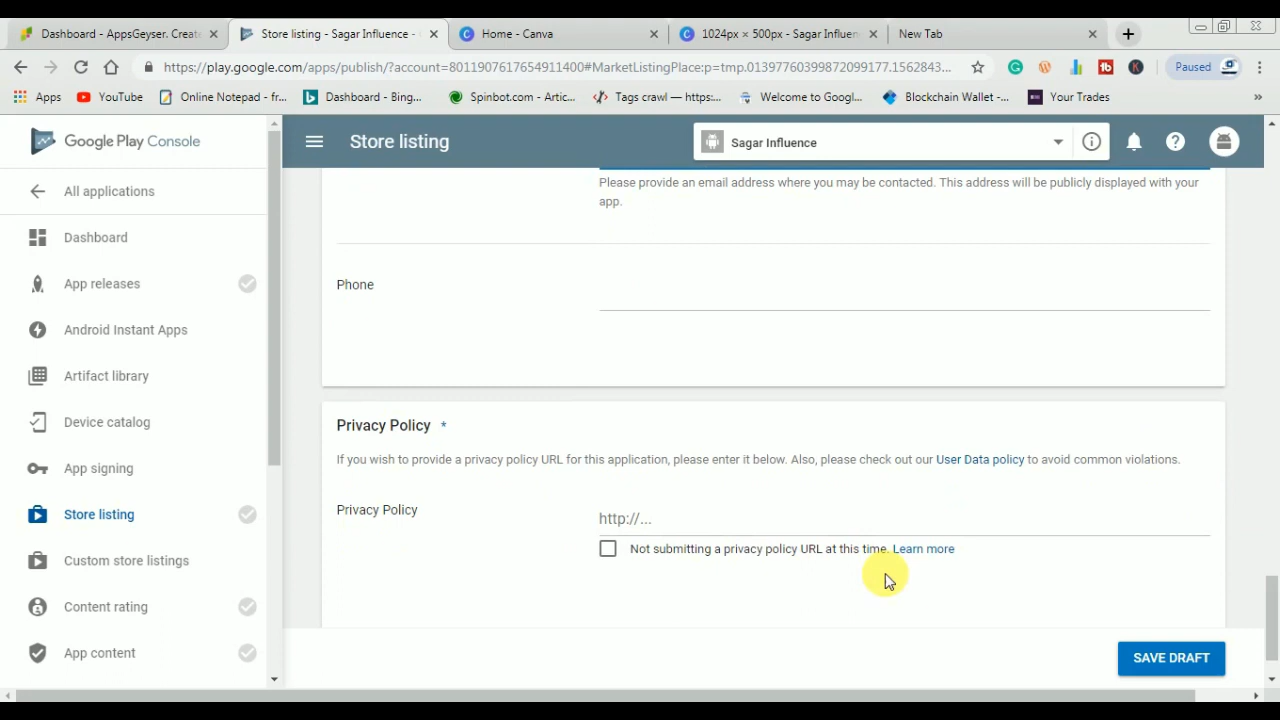 Dashboard - AppsGeyser. Create
Store listing - Sagar Influence -
Home - Canva
1024px × 500px - Sagar Influen
New Tab
https://play.google.com/apps/publish/?account=8011907617654911400#MarketListingPlace:p=tmp.01397760399872099177.1562843...
Paused
Apps
YouTube
Online Notepad - fr...
Dashboard - Bing...
Spinbot.com - Artic...
Tags crawl — https:...
Welcome to Googl...
Blockchain Wallet -...
Your Trades
»
Google Play Console
Store listing
Sagar Influence
All applications
Dashboard
App releases
Android Instant Apps
Artifact library
Device catalog
App signing
Store listing
Custom store listings
Content rating
App content
Please provide an email address where you may be contacted. This address will be publicly displayed with your
app.
Phone
Privacy Policy *
If you wish to provide a privacy policy URL for this application, please enter it below. Also, please check out our User Data policy to avoid common violations.
Privacy Policy
http://...
Not submitting a privacy policy URL at this time. Learn more
SAVE DRAFT